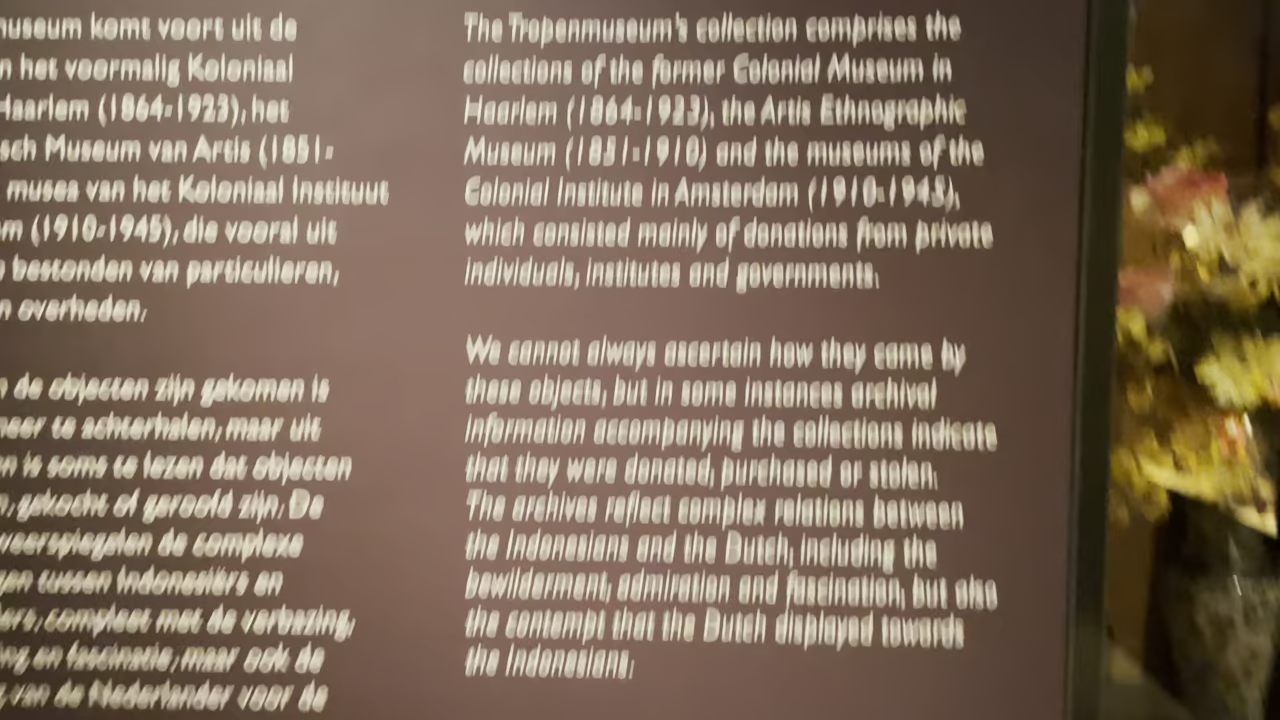 museum komt voort uit de
n het voormalig Koloniaal
Haarlem (1864-1923), het
sch Museum van Artis (1851-
musea van het Koloniaal Instituut
m (1910-1945), die vooral uit
n bestonden van particulieren,
n overheden.
n de objecten zijn gekomen is
meer te achterhalen, maar uit
n is soms te lezen dat objecten
n, gekocht of geroofd zijn. De
weerspiegelen de complexe
gen tussen Indonesiërs en
ers, compleet met de verbazing,
ing en fascinatie, maar ook de
g van de Nederlander voor de
The Tropenmuseum's collection comprises the
collections of the former Colonial Museum in
Haarlem (1864-1923), the Artis Ethnographic
Museum (1851-1910) and the museums of the
Colonial Institute in Amsterdam (1910-1945),
which consisted mainly of donations from private
individuals, institutes and governments.
We cannot always ascertain how they came by
these objects, but in some instances archival
information accompanying the collections indicate
that they were donated, purchased or stolen.
The archives reflect complex relations between
the Indonesians and the Dutch, including the
bewilderment, admiration and fascination, but also
the contempt that the Dutch displayed towards
the Indonesians.